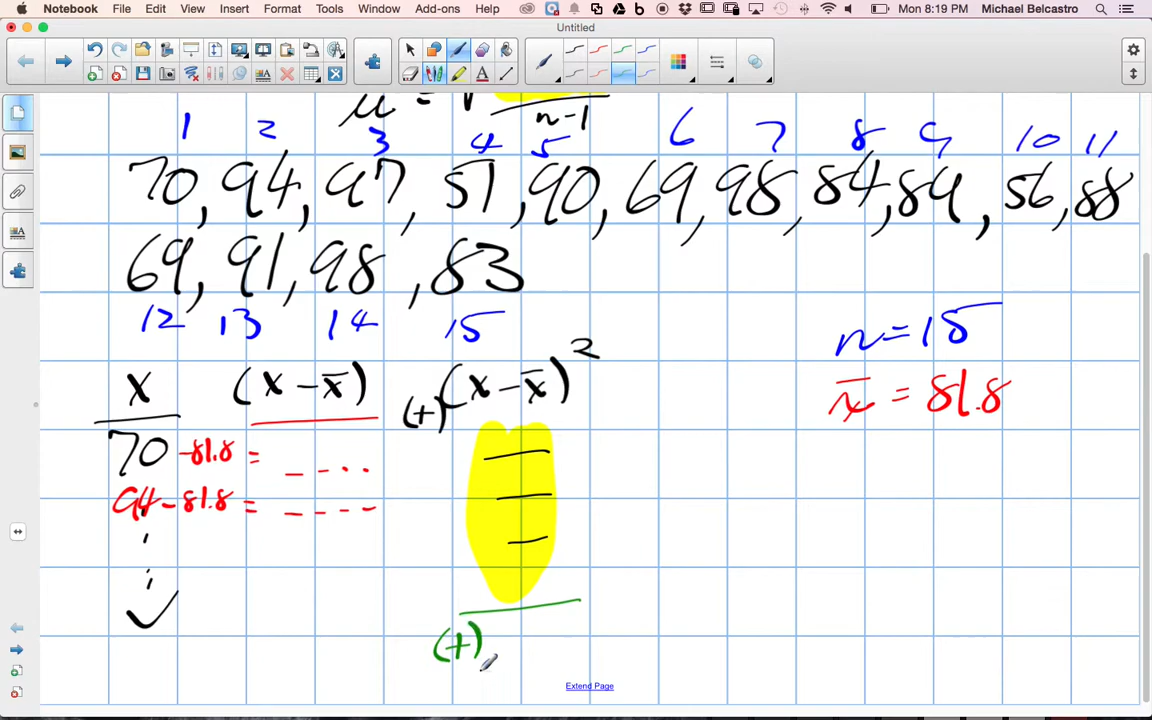 Notebook File Edit View Insert Format Tools Window Add-ons Help Mon 8:19 PM Michael Belcastro
Untitled
μ = √ n-1
1 2 3 4 5 6 7 8 9 10 11
70, 94, 97, 51, 90, 69, 98, 84, 89, 56, 88
69, 91, 98, 83
12 13 14 15
n=15
x (x-x̄) (+)(x-x̄)²
x̄ = 81.8
70 -81.8 =
94 -81.8 =
(+)
Extend Page